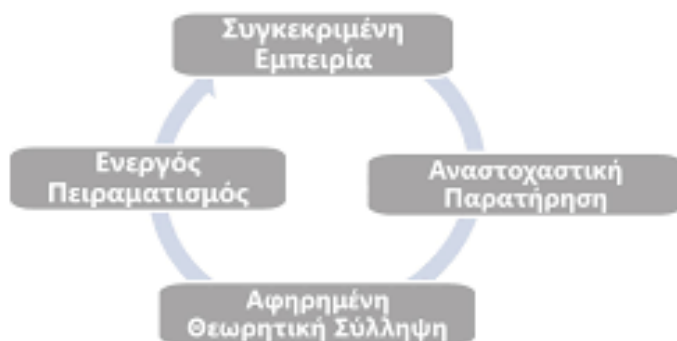 Συγκεκριμένη
Εμπειρία
Αναστοχαστική
Παρατήρηση
Αφηρημένη
Θεωρητική Σύλληψη
Ενεργός
Πειραματισμός